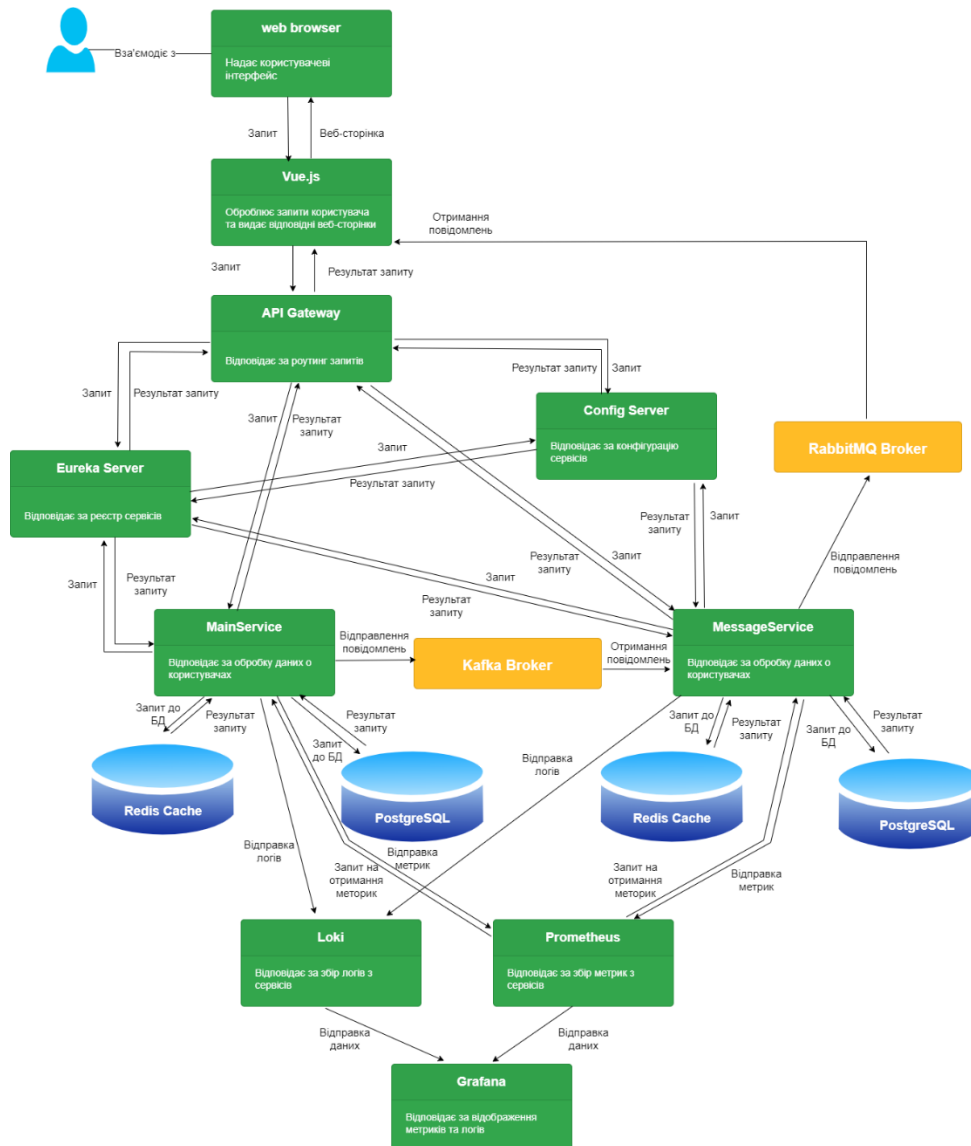 web browser
Вза'ємодіє з
Надає користувачеві
інтерфейс
Запит
Веб-сторінка
Vue.js
Оброблює запити користувача
та видає відповідні веб-сторінки
Отримання
повідомлень
Запит
Результат запиту
API Gateway
Відповідає за роутинг запитів
Запит
Результат запиту
Запит
Результат
запиту
Результат запиту
Запит
Config Server
Відповідає за конфігурацію
сервісів
RabbitMQ Broker
Eureka Server
Відповідає за реєстр сервісів
Запит
Результат запиту
Результат
запиту
Запит
Відправлення
повідомлень
Запит
Результат
запиту
Запит
Результат
запиту
Результат
запиту
Запит
MainService
Відповідає за обробку даних о
користувачах
Відправлення
повідомлень
Kafka Broker
Отримання
повідомлень
MessageService
Відповідає за обробку даних о
користувачах
Запит до
БД
Результат
запиту
Запит
до БД
Результат
запиту
Redis Cache
PostgreSQL
Відправка
логів
Запит до
БД
Результат
запиту
Запит до
БД
Результат
запиту
Redis Cache
PostgreSQL
Відправка
логів
Запит на
отримання
меторик
Відправка
метрик
Запит на
отримання
меторик
Відправка
метрик
Loki
Відповідає за збір логів з
сервісів
Prometheus
Відповідає за збір метрик з
сервісів
Відправка
даних
Відправка
даних
Grafana
Відповідає за відображення
метриків та логів